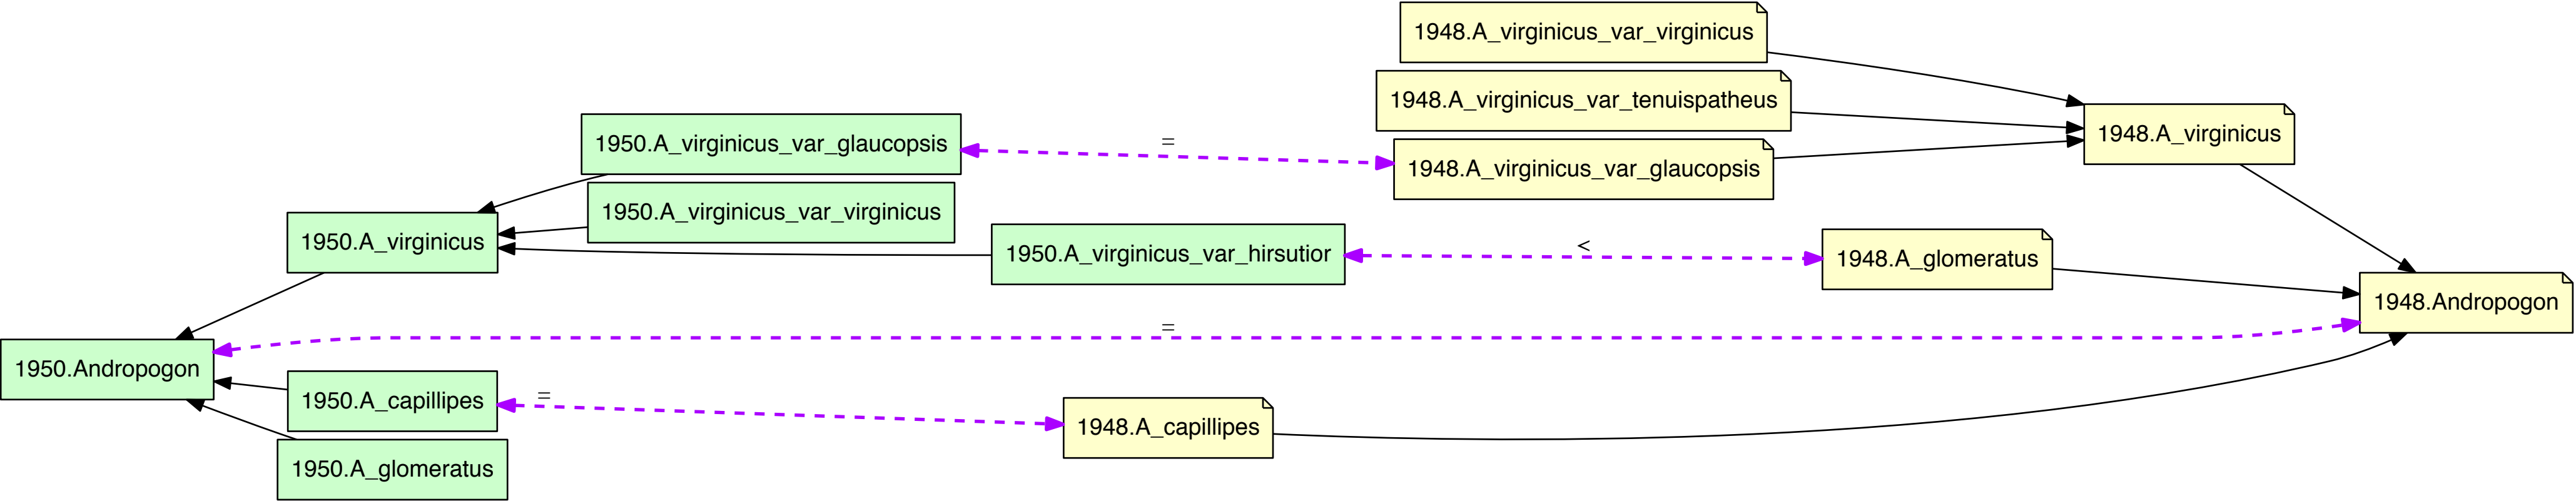 1948.A_virginicus_var_virginicus
1948.A_virginicus_var_tenuispatheus
1948.A_virginicus
1950.A_virginicus_var_glaucopsis
=
1948.A_virginicus_var_glaucopsis
1950.A_virginicus_var_virginicus
1950.A_virginicus
1950.A_virginicus_var_hirsutior
<
1948.A_glomeratus
1948.Andropogon
=
1950.Andropogon
1950.A_capillipes
=
1948.A_capillipes
1950.A_glomeratus